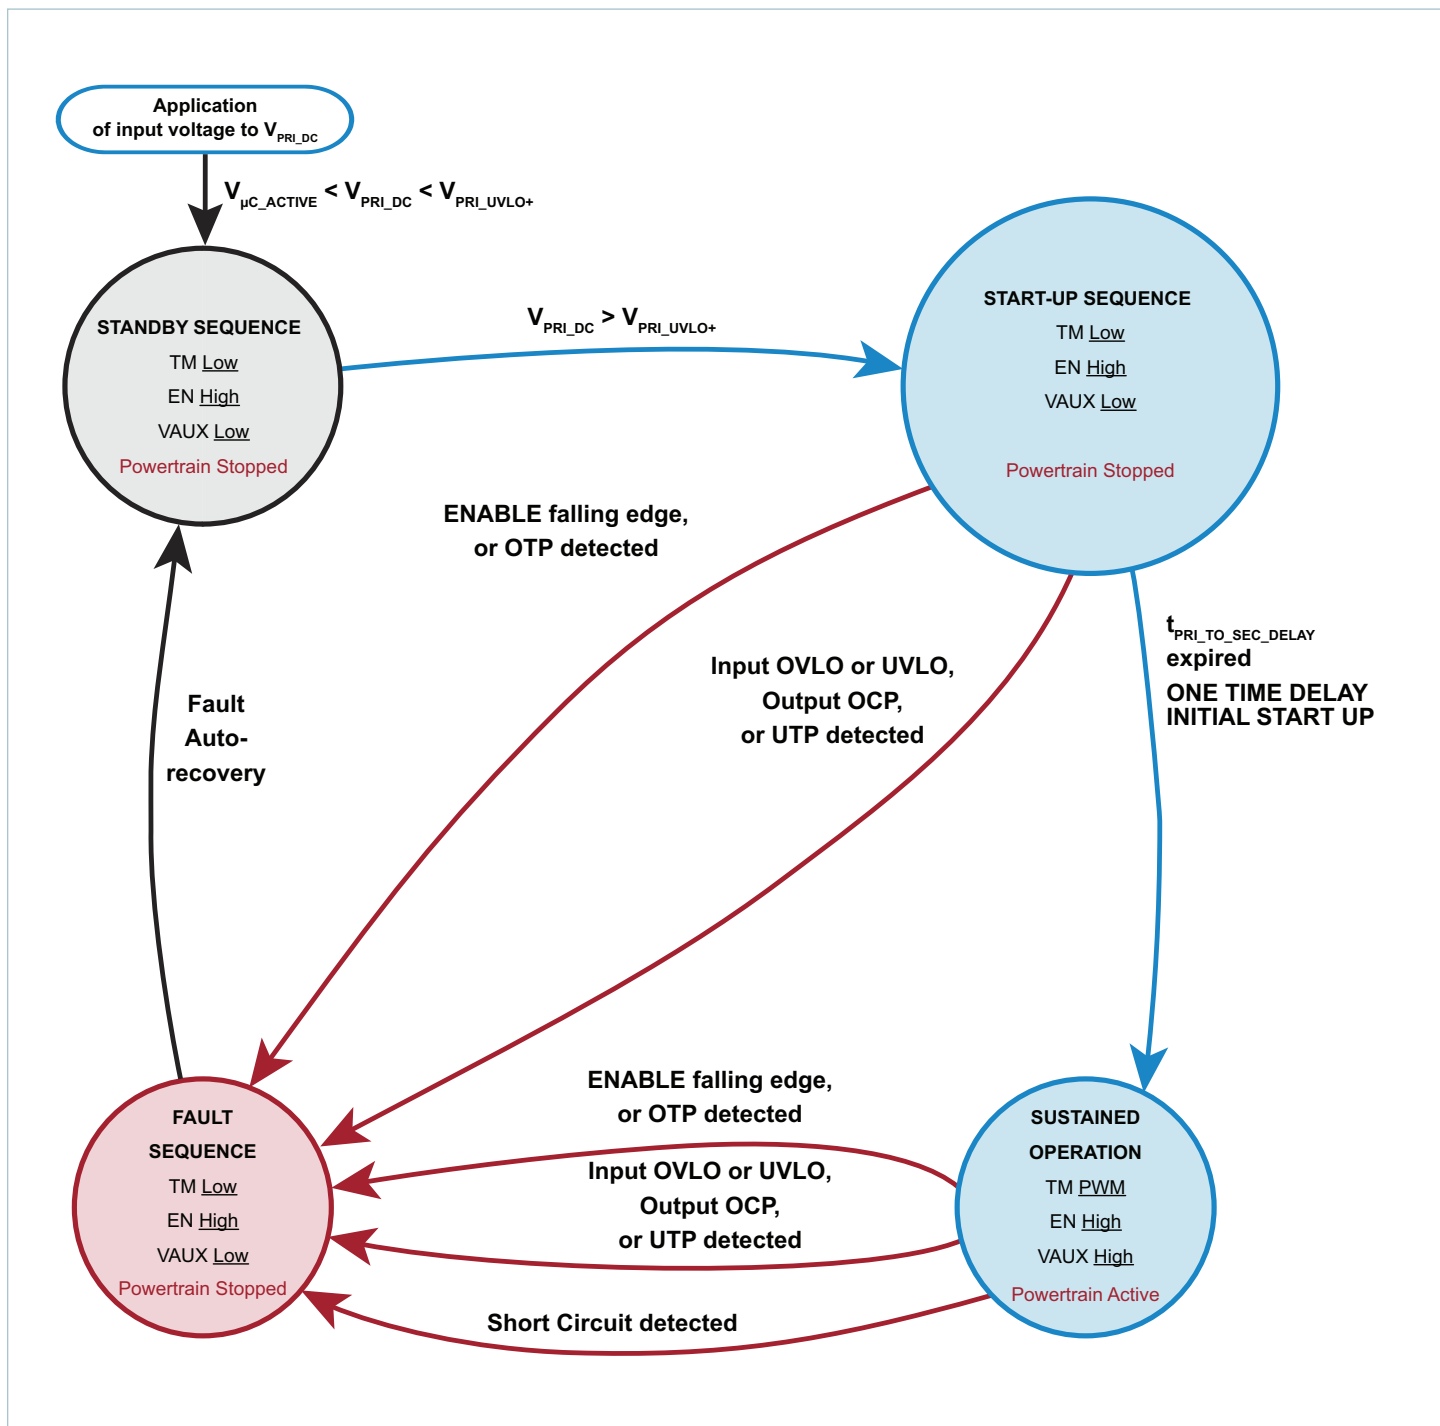 Application
of input voltage to VPRI_DC
VµC_ACTIVE < VPRI_DC < VPRI_UVLO+
STANDBY SEQUENCE
TM Low
EN High
VAUX Low
Powertrain Stopped
VPRI_DC > VPRI_UVLO+
START-UP SEQUENCE
TM Low
EN High
VAUX Low
Powertrain Stopped
ENABLE falling edge,
or OTP detected
Input OVLO or UVLO,
Output OCP,
or UTP detected
tPRI_TO_SEC_DELAY
expired
ONE TIME DELAY
INITIAL START UP
Fault
Auto-
recovery
FAULT
SEQUENCE
TM Low
EN High
VAUX Low
Powertrain Stopped
ENABLE falling edge,
or OTP detected
Input OVLO or UVLO,
Output OCP,
or UTP detected
Short Circuit detected
SUSTAINED
OPERATION
TM PWM
EN High
VAUX High
Powertrain Active